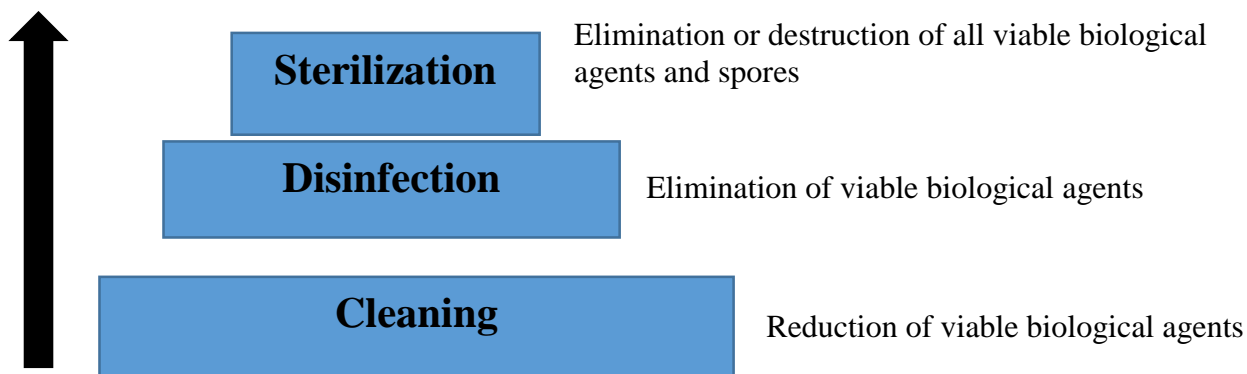 Sterilization
Elimination or destruction of all viable biological
agents and spores
Disinfection
Elimination of viable biological agents
Cleaning
Reduction of viable biological agents